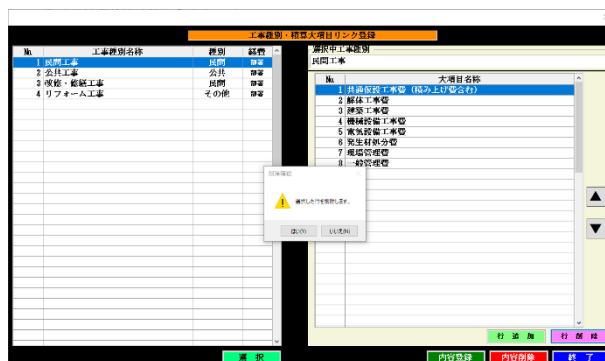 工事種別・積算大項目リンク登録
No. 工事種別名称 種別 経費
1 民間工事 民間
2 公共工事 公共
3 改修・修繕工事 民間
4 リフォーム工事 その他
選択中工事種別
民間工事
No. 大項目名称
1 共通仮設工事費（積み上げ費含む）
2 解体工事費
3 建築工事費
4 機械設備工事費
5 電気設備工事費
6 発生材処分費
7 現場管理費
8 一般管理費
削除確認
選択した行を削除します。
はい(Y) いいえ(N)
行 追 加 行 削 除
選 択 内容登録 内容削除 終 了